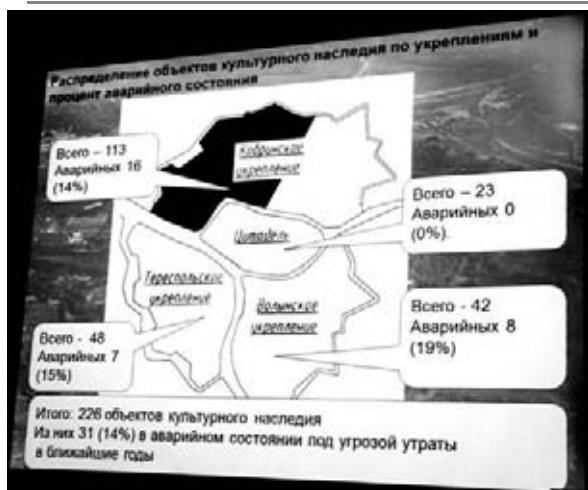 Распределение объектов культурного наследия по укреплениям и
процент аварийного состояния
Всего – 113
Аварийных 16
(14%)
Кобринское
укрепление
Всего – 23
Аварийных 0
(0%).
Цитадель
Тереспольское
укрепление
Волынское
укрепление
Всего - 42
Аварийных 8
(19%)
Всего - 48
Аварийных 7
(15%)
Итого: 226 объектов культурного наследия
Из них 31 (14%) в аварийном состоянии под угрозой утраты
в ближайшие годы